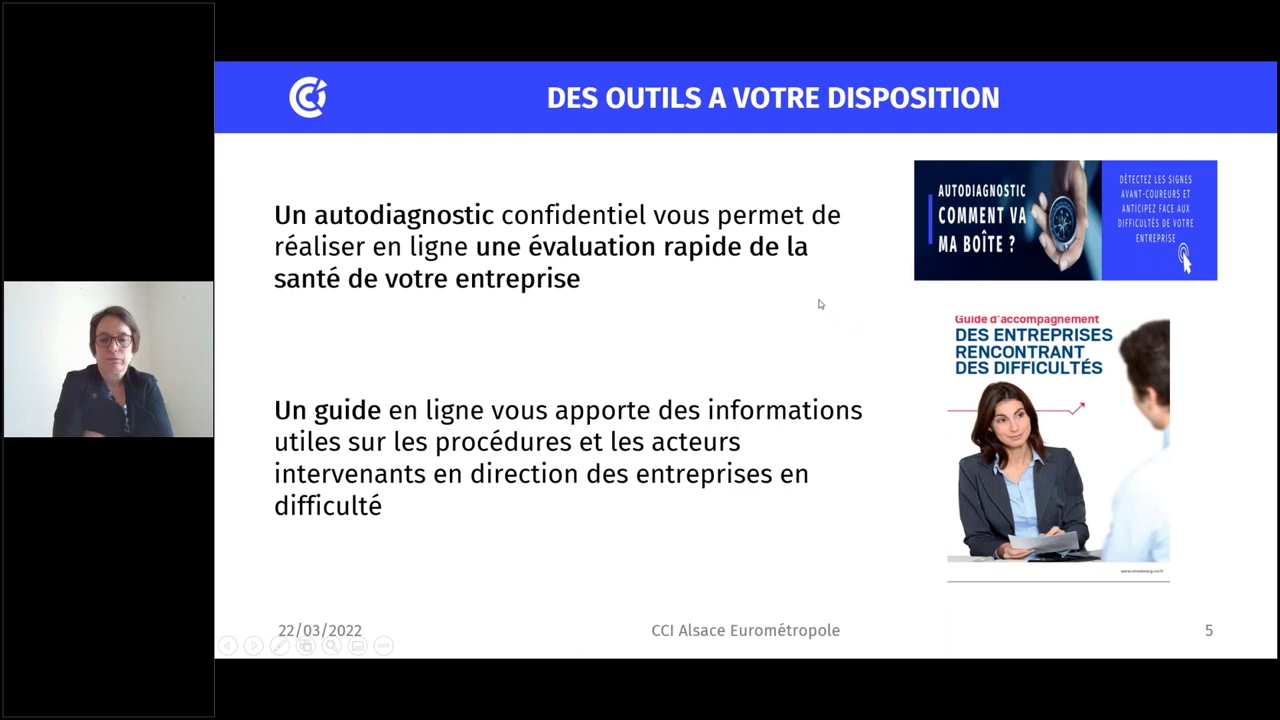 DES OUTILS A VOTRE DISPOSITION
Un autodiagnostic confidentiel vous permet de
réaliser en ligne une évaluation rapide de la
santé de votre entreprise
AUTODIAGNOSTIC
COMMENT VA
MA BOÎTE ?
DÉTECTEZ LES SIGNES
AVANT-COUREURS ET
ANTICIPEZ FACE AUX
DIFFICULTÉS DE VOTRE
ENTREPRISE
Guide d'accompagnement
DES ENTREPRISES
RENCONTRANT
DES DIFFICULTÉS
Un guide en ligne vous apporte des informations
utiles sur les procédures et les acteurs
intervenants en direction des entreprises en
difficulté
22/03/2022
CCI Alsace Eurométropole
5